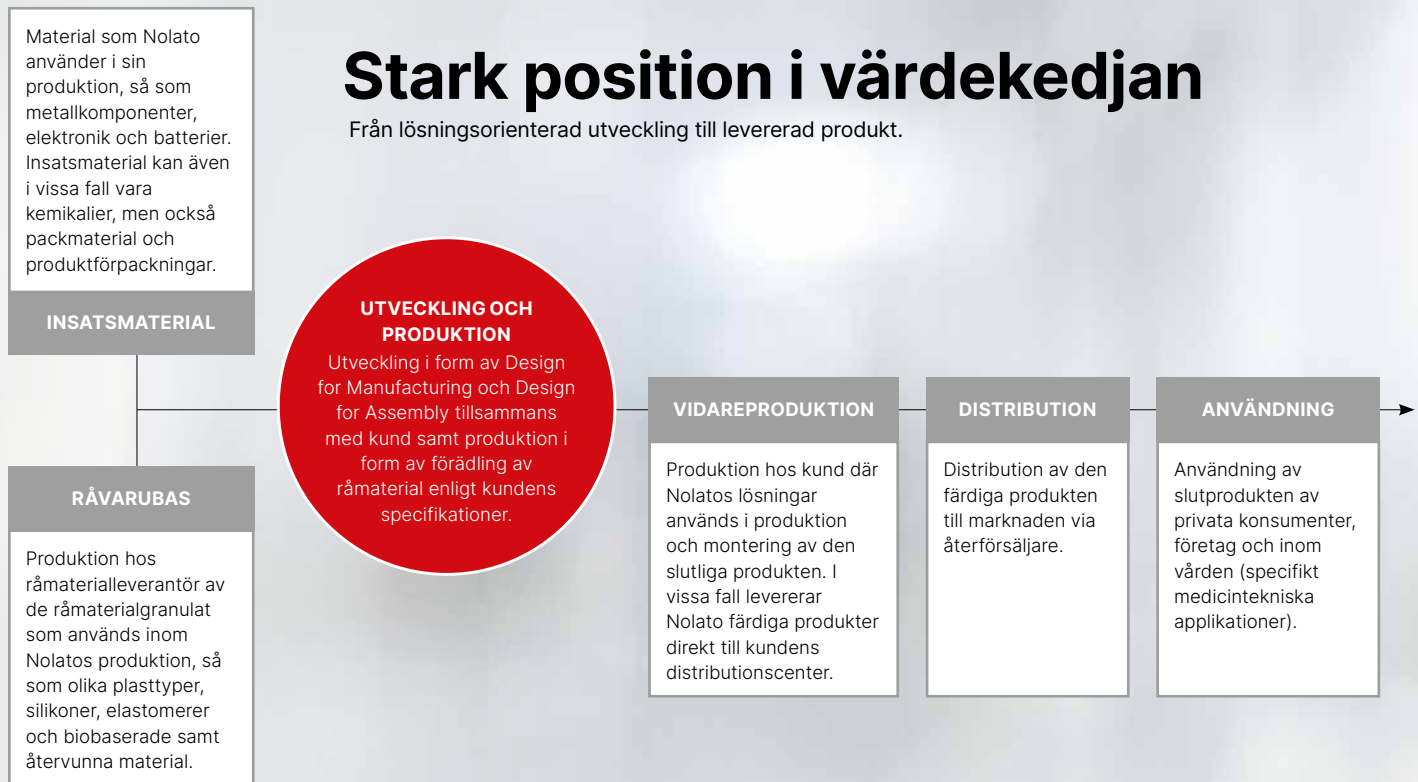 Stark position i värdekedjan
Från lösningsorienterad utveckling till levererad produkt.
Material som Nolato
använder i sin
produktion, så som
metallkomponenter,
elektronik och batterier.
Insatsmaterial kan även
i vissa fall vara
kemikalier, men också
packmaterial och
produktförpackningar.
INSATSMATERIAL
RÅVARUBAS
Produktion hos
råmaterialleverantör av
de råmaterialgranulat
som används inom
Nolatos produktion, så
som olika plasttyper,
silikoner, elastomerer
och biobaserade samt
återvunna material.
UTVECKLING OCH
PRODUKTION
Utveckling i form av Design
for Manufacturing och Design
for Assembly tillsammans
med kund samt produktion i
form av förädling av
råmaterial enligt kundens
specifikationer.
VIDAREPRODUKTION
Produktion hos kund där
Nolatos lösningar
används i produktion
och montering av den
slutliga produkten. I
vissa fall levererar
Nolato färdiga produkter
direkt till kundens
distributionscenter.
DISTRIBUTION
Distribution av den
färdiga produkten
till marknaden via
återförsäljare.
ANVÄNDNING
Användning av
slutprodukten av
privata konsumenter,
företag och inom
vården (specifikt
medicintekniska
applikationer).